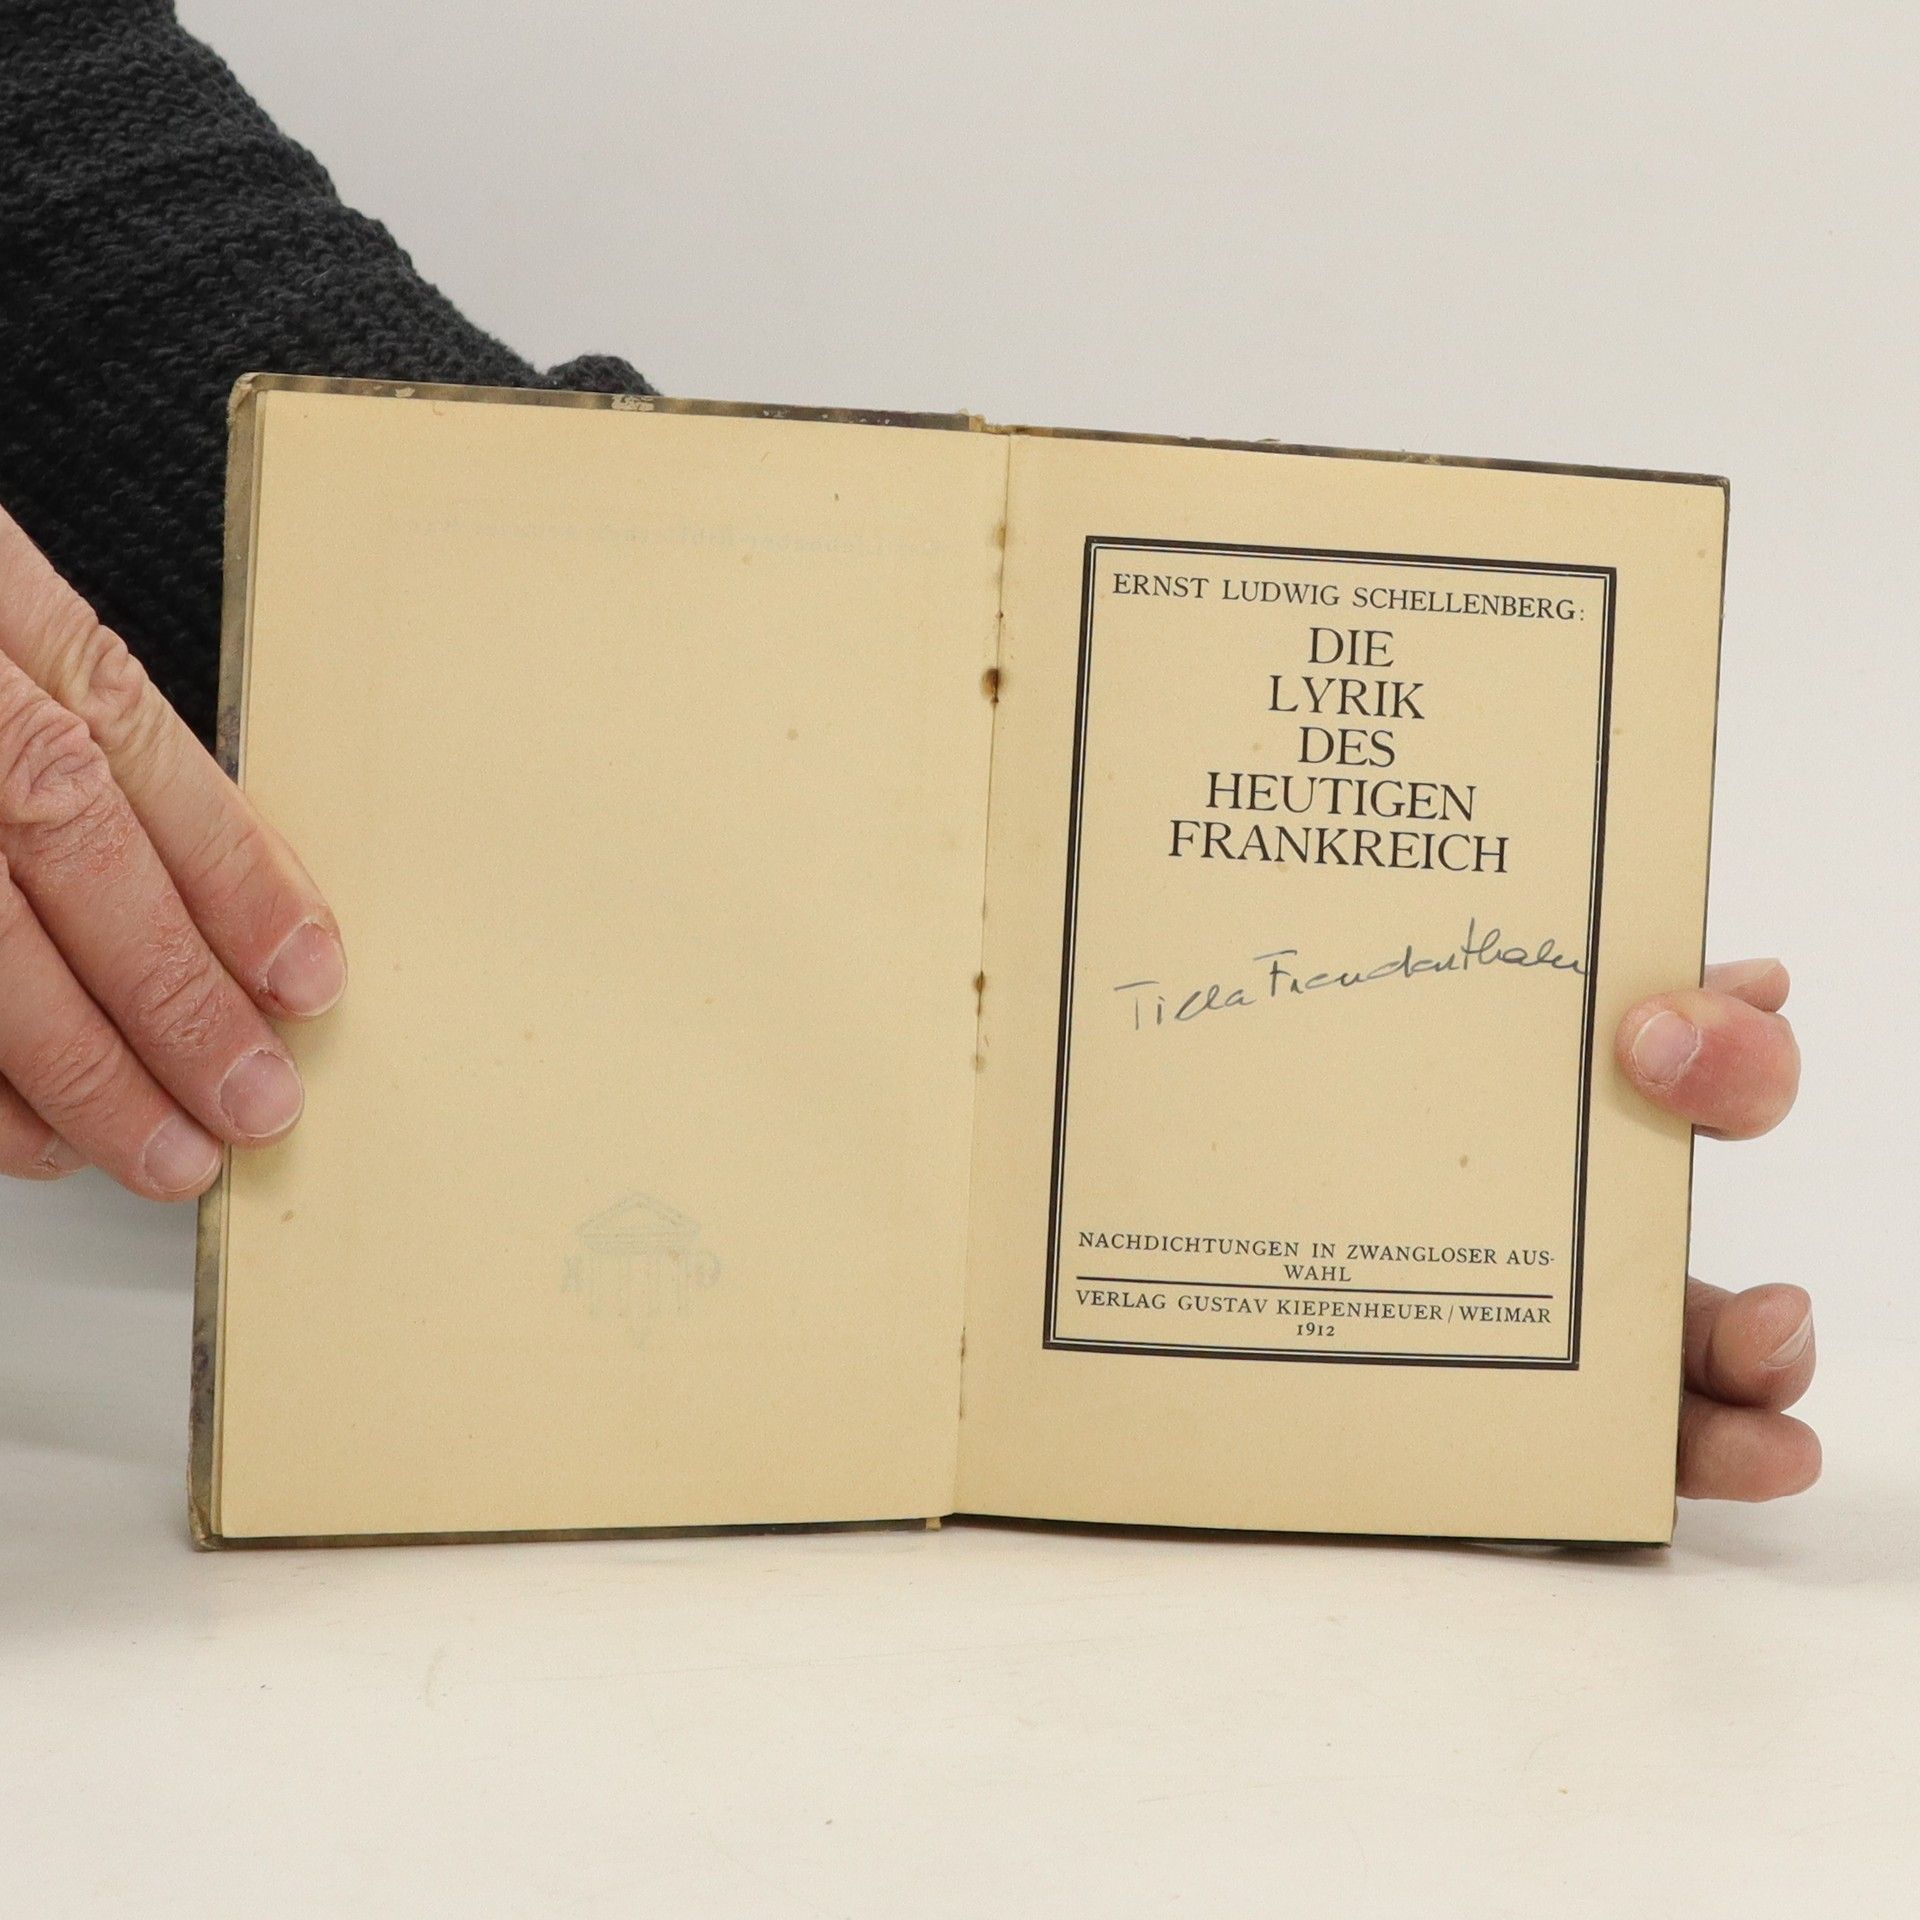 ERNST LUDWIG SCHELLENBERG:
DIE
LYRIK
DES
HEUTIGEN
FRANKREICH
Tilla Freudenthaler
NACHDICHTUNGEN IN ZWANGLOSER AUS-
WAHL
VERLAG GUSTAV KIEPENHEUER / WEIMAR
1912